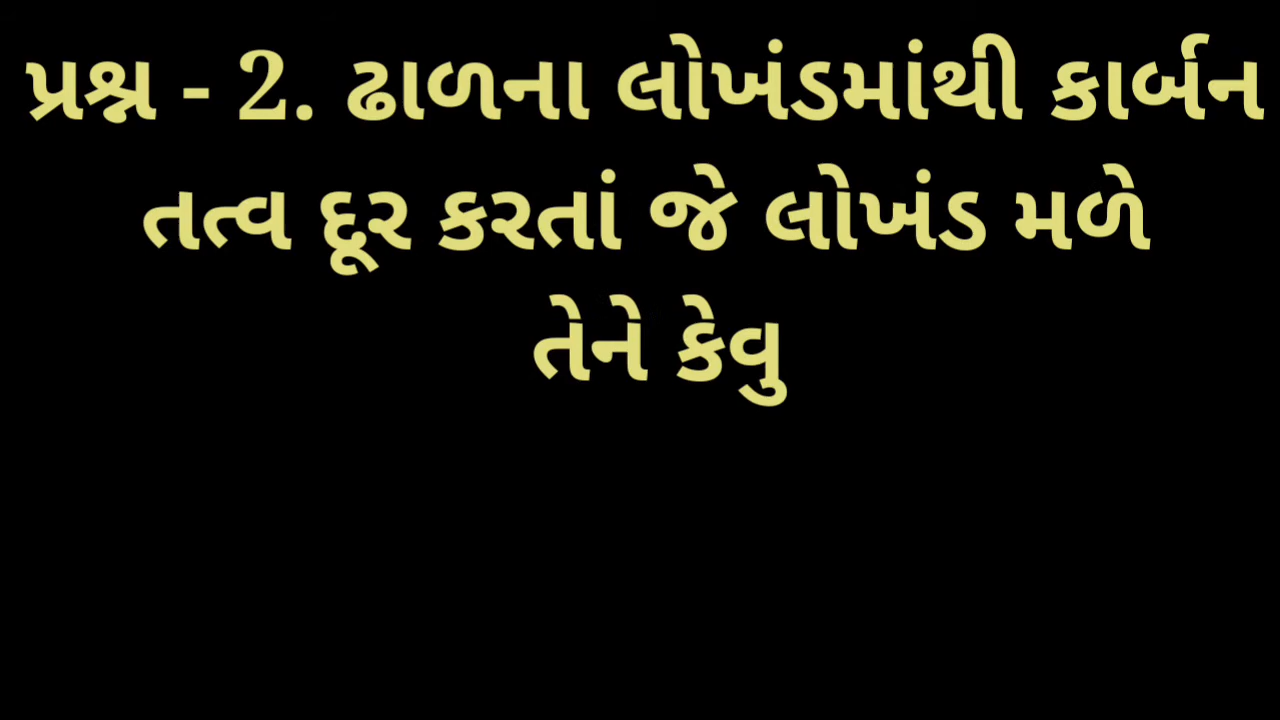 પ્રશ્ન - 2. ઢાળના લોખંડમાંથી કાર્બન
તત્વ દૂર કરતાં જે લોખંડ મળે
તેને કેવુ